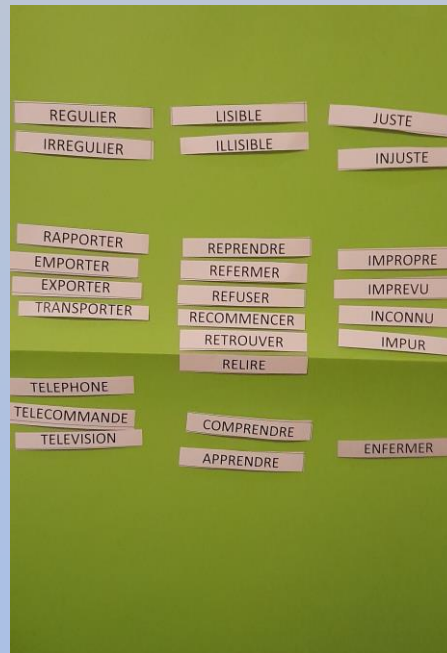 REGULIER
IRREGULIER
LISIBLE
ILLISIBLE
JUSTE
INJUSTE
RAPPORTER
EMPORTER
EXPORTER
TRANSPORTER
REPRENDRE
REFERMER
REFUSER
RECOMMENCER
RETROUVER
RELIRE
IMPROPRE
IMPREVU
INCONNU
IMPUR
TELEPHONE
TELECOMMANDE
TELEVISION
COMPRENDRE
APPRENDRE
ENFERMER